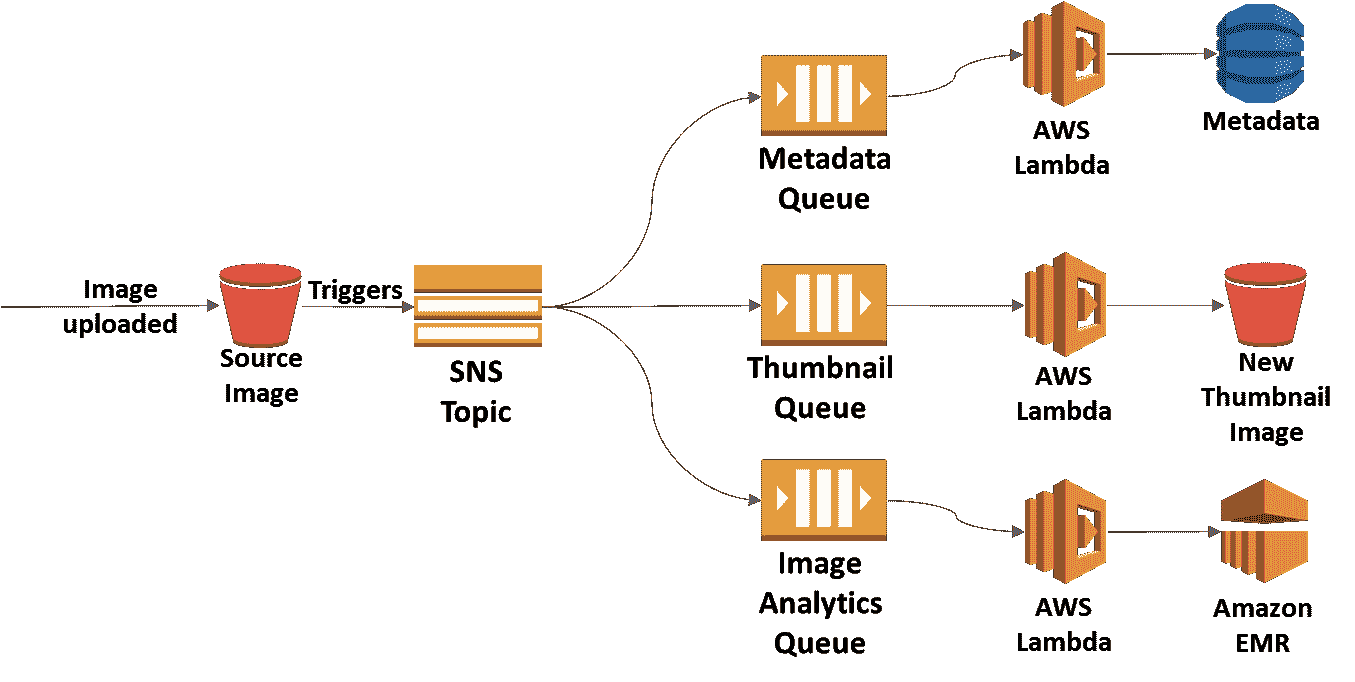 Image
uploaded
Source
Image
Triggers
SNS
Topic
Metadata
Queue
AWS
Lambda
Metadata
Thumbnail
Queue
AWS
Lambda
New
Thumbnail
Image
Image
Analytics
Queue
AWS
Lambda
Amazon
EMR